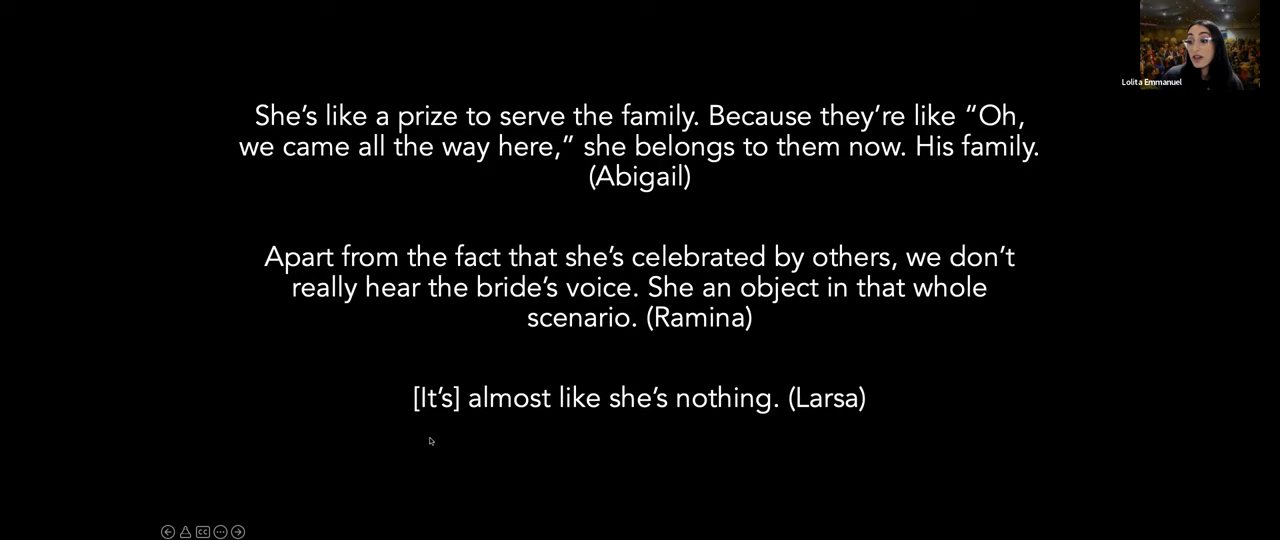 Lolita Emmanuel
She's like a prize to serve the family. Because they're like “Oh,
we came all the way here,” she belongs to them now. His family.
(Abigail)
Apart from the fact that she's celebrated by others, we don't
really hear the bride's voice. She an object in that whole
scenario. (Ramina)
[It's] almost like she's nothing. (Larsa)
CC